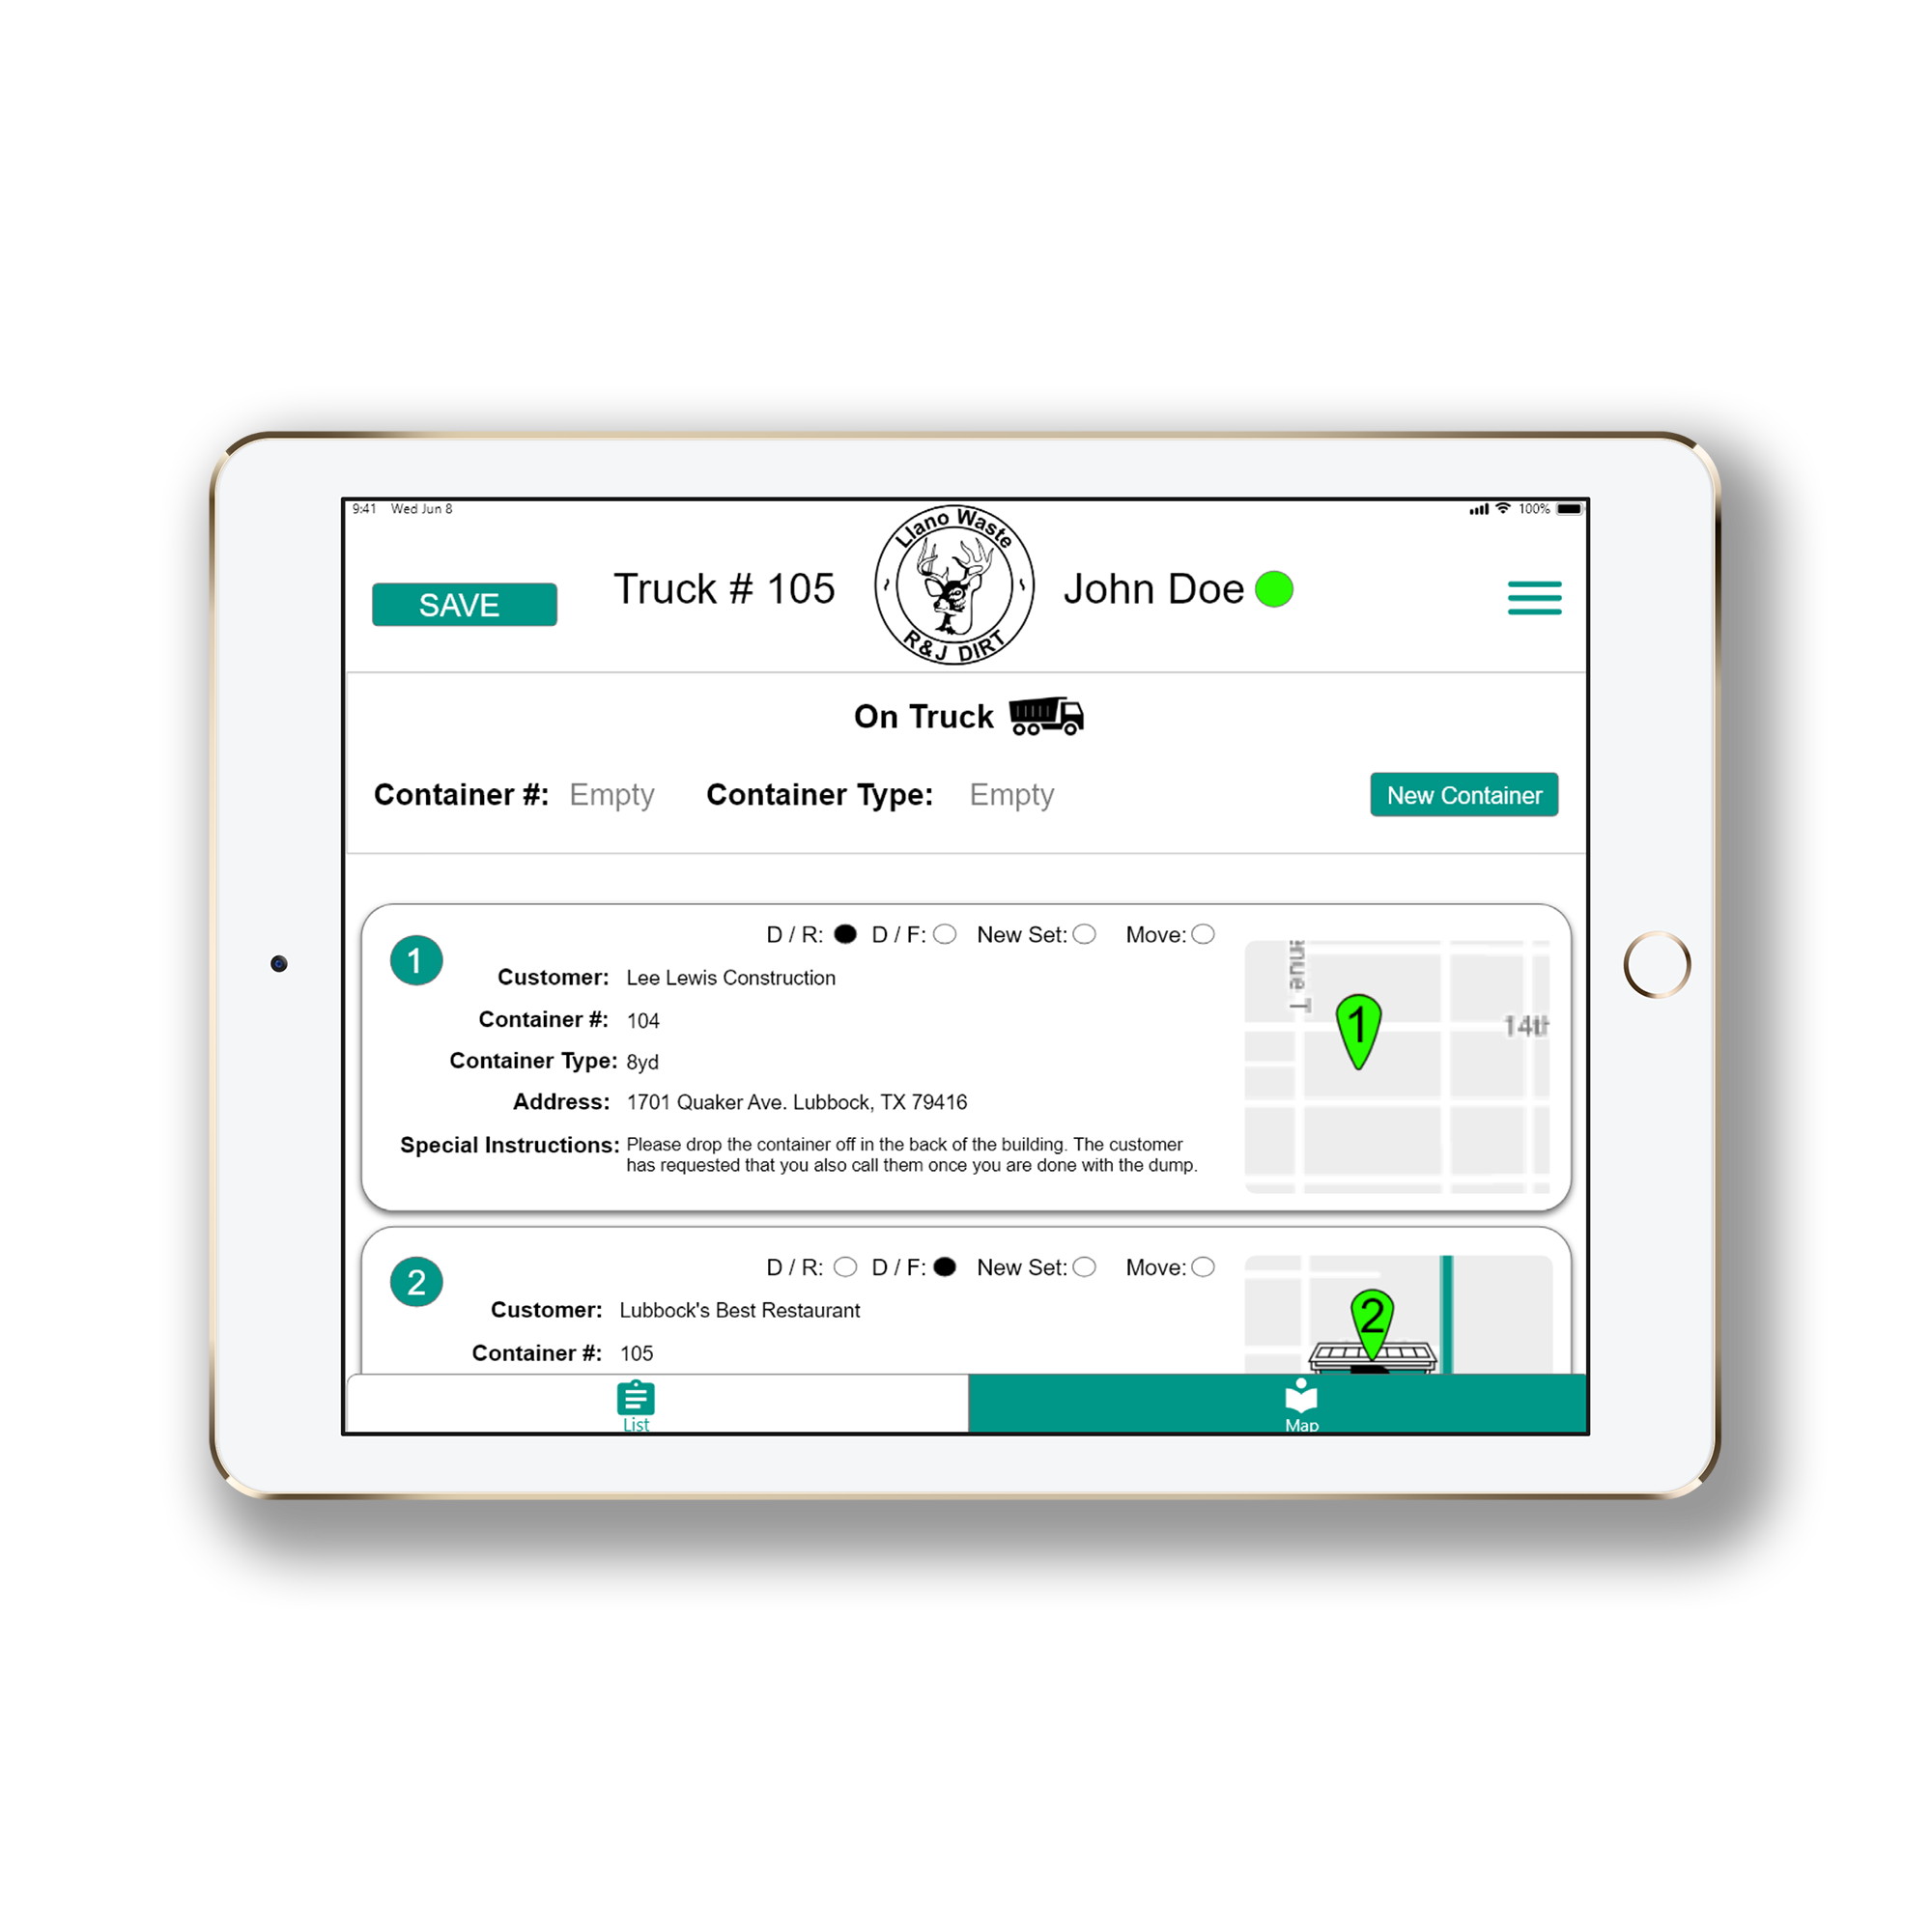 9:41 Wed Jun 8
100%
SAVE
Truck # 105
Llano Waste
R&J DIRT
John Doe
On Truck
Container #: Empty Container Type: Empty
New Container
1
D / R: D / F: New Set: Move:
Customer: Lee Lewis Construction
Container #: 104
Container Type: 8yd
Address: 1701 Quaker Ave. Lubbock, TX 79416
Special Instructions: Please drop the container off in the back of the building. The customer
has requested that you also call them once you are done with the dump.
nue T
1
14th
2
D / R: D / F: New Set: Move:
Customer: Lubbock's Best Restaurant
Container #: 105
2
List
Map